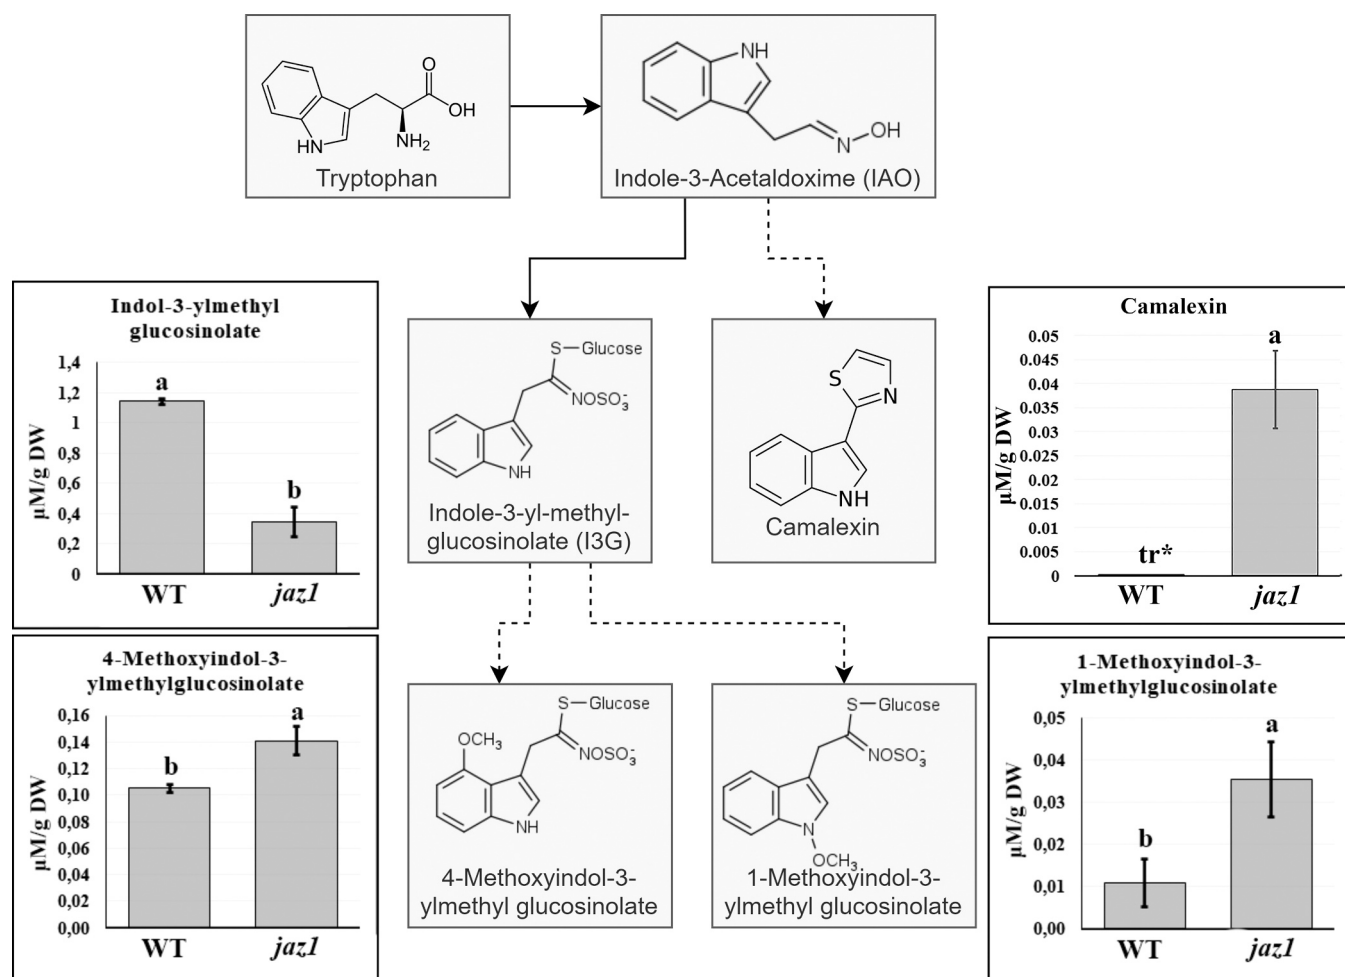 NH
O
OH
NH₂
HN
Tryptophan
NH
OH
N
Indole-3-Acetaldoxime (IAO)
Indol-3-ylmethyl
glucosinolate
µM/g DW
1,4
1,2
1
0,8
0,6
0,4
0,2
0
a
b
WT
jaz1
S—Glucose
NOSO₃⁻
NH
Indole-3-yl-methyl-
glucosinolate (I3G)
S
N
NH
Camalexin
Camalexin
µM/g DW
0.05
0.045
0.04
0.035
0.03
0.025
0.02
0.015
0.01
0.005
0
tr*
a
WT
jaz1
4-Methoxyindol-3-
ylmethylglucosinolate
µM/g DW
0,16
0,14
0,12
0,10
0,08
0,06
0,04
0,02
0,00
b
a
WT
jaz1
S—Glucose
OCH₃
NOSO₃⁻
NH
4-Methoxyindol-3-
ylmethyl glucosinolate
S—Glucose
NOSO₃⁻
N
OCH₃
1-Methoxyindol-3-
ylmethyl glucosinolate
1-Methoxyindol-3-
ylmethylglucosinolate
µM/g DW
0,05
0,04
0,03
0,02
0,01
0,00
b
a
WT
jaz1